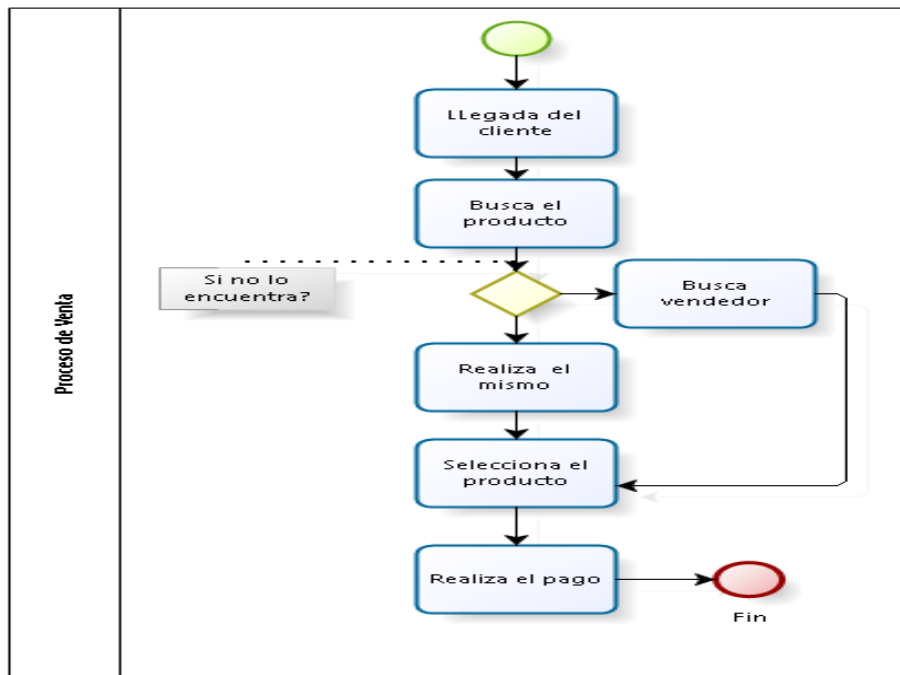 Proceso de Venta
LLegada del
cliente
Busca el
producto
Si no lo
encuentra?
Busca
vendedor
Realiza el
mismo
Selecciona el
producto
Realiza el pago
Fin